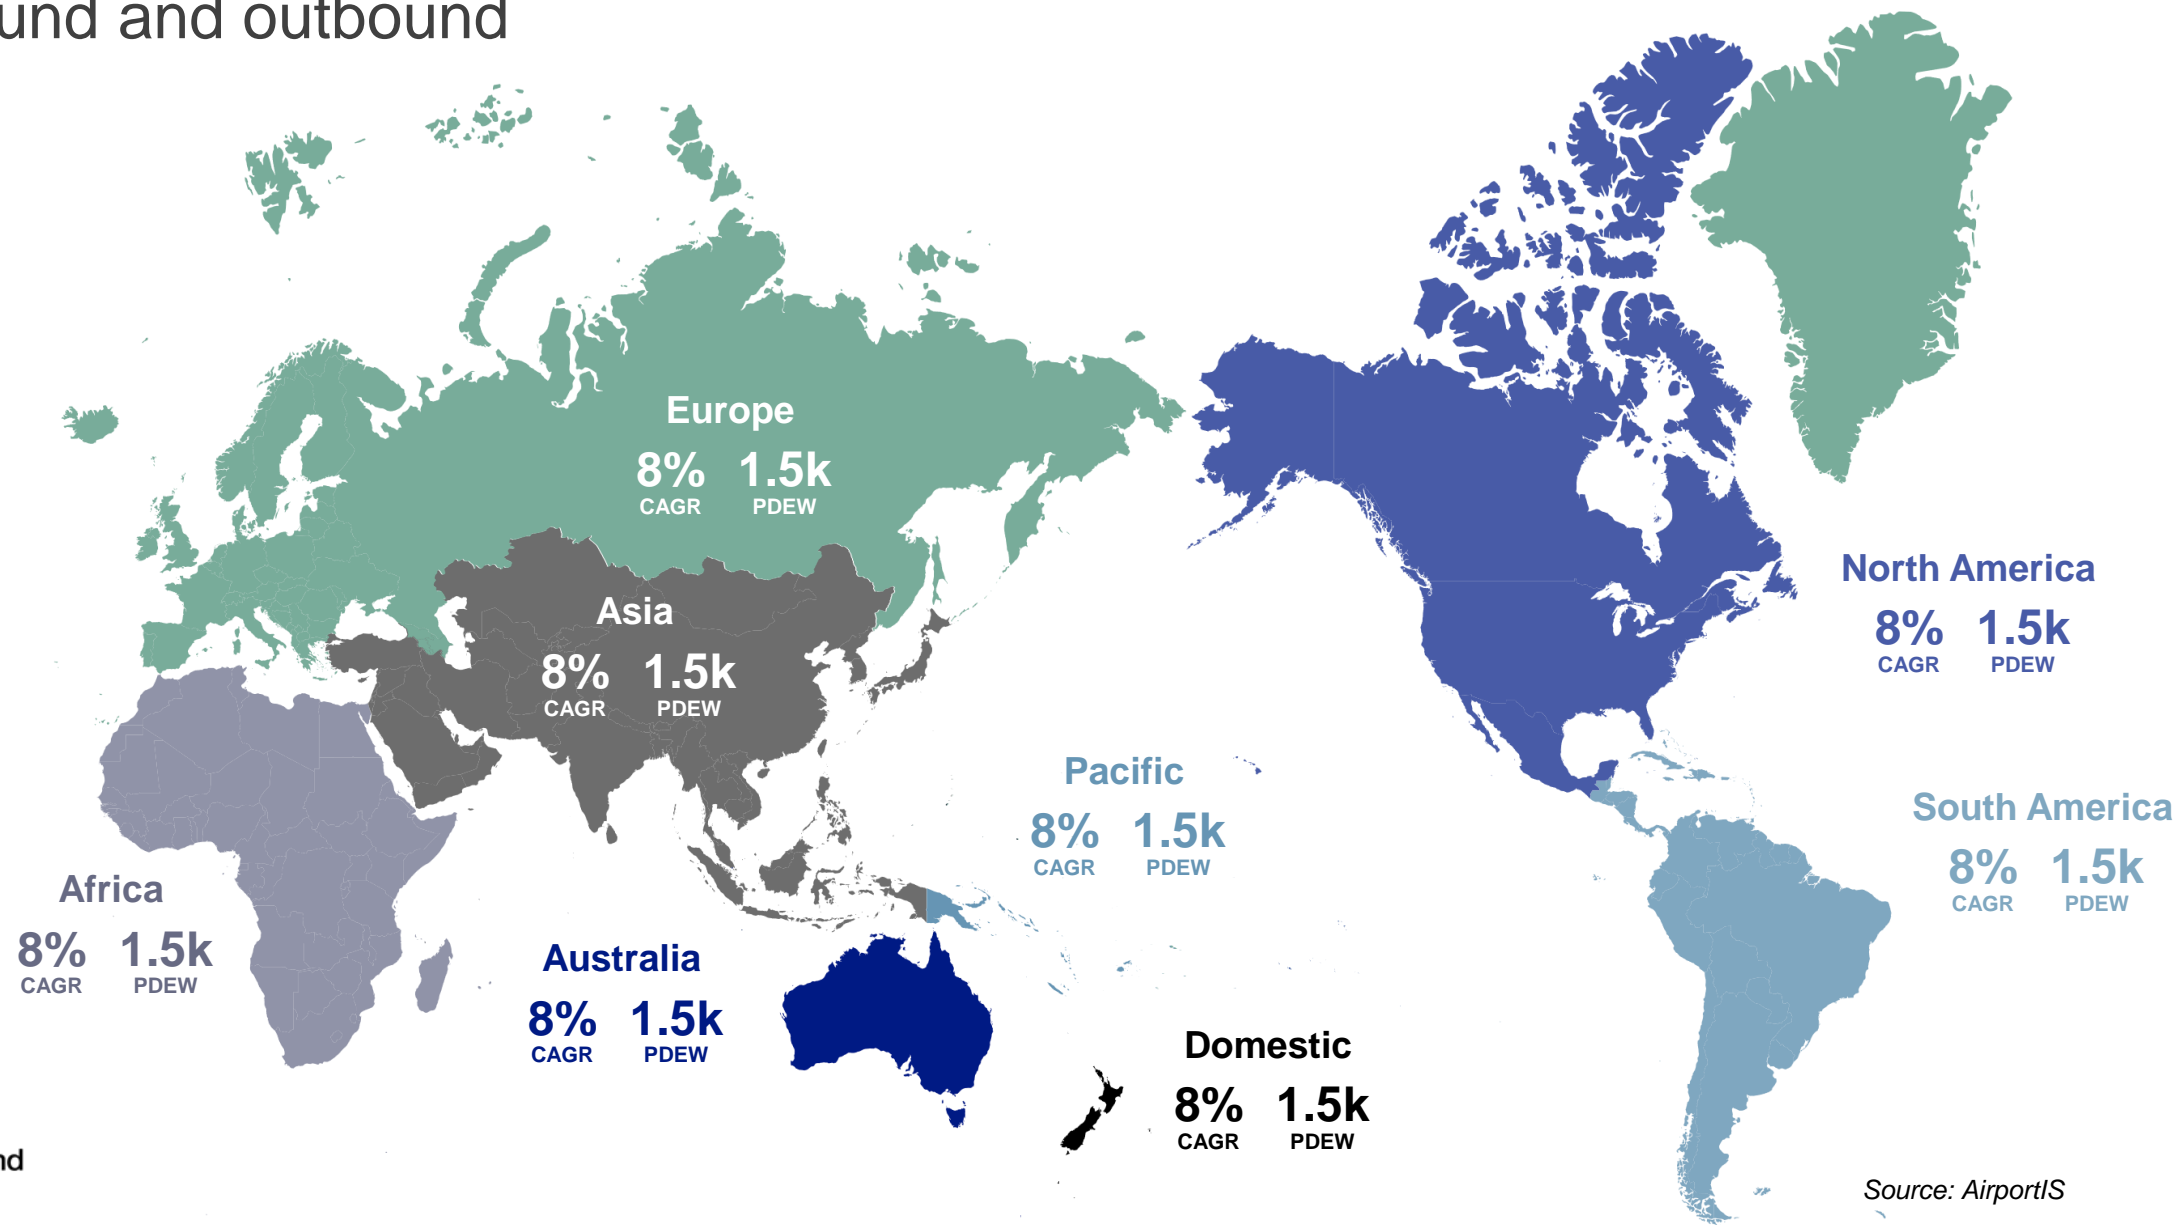 und and outbound
Europe
8% 1.5k
CAGR PDEW
Asia
8% 1.5k
CAGR PDEW
North America
8% 1.5k
CAGR PDEW
Pacific
8% 1.5k
CAGR PDEW
South America
8% 1.5k
CAGR PDEW
Africa
8% 1.5k
CAGR PDEW
Australia
8% 1.5k
CAGR PDEW
Domestic
8% 1.5k
CAGR PDEW
nd
Source: AirportIS